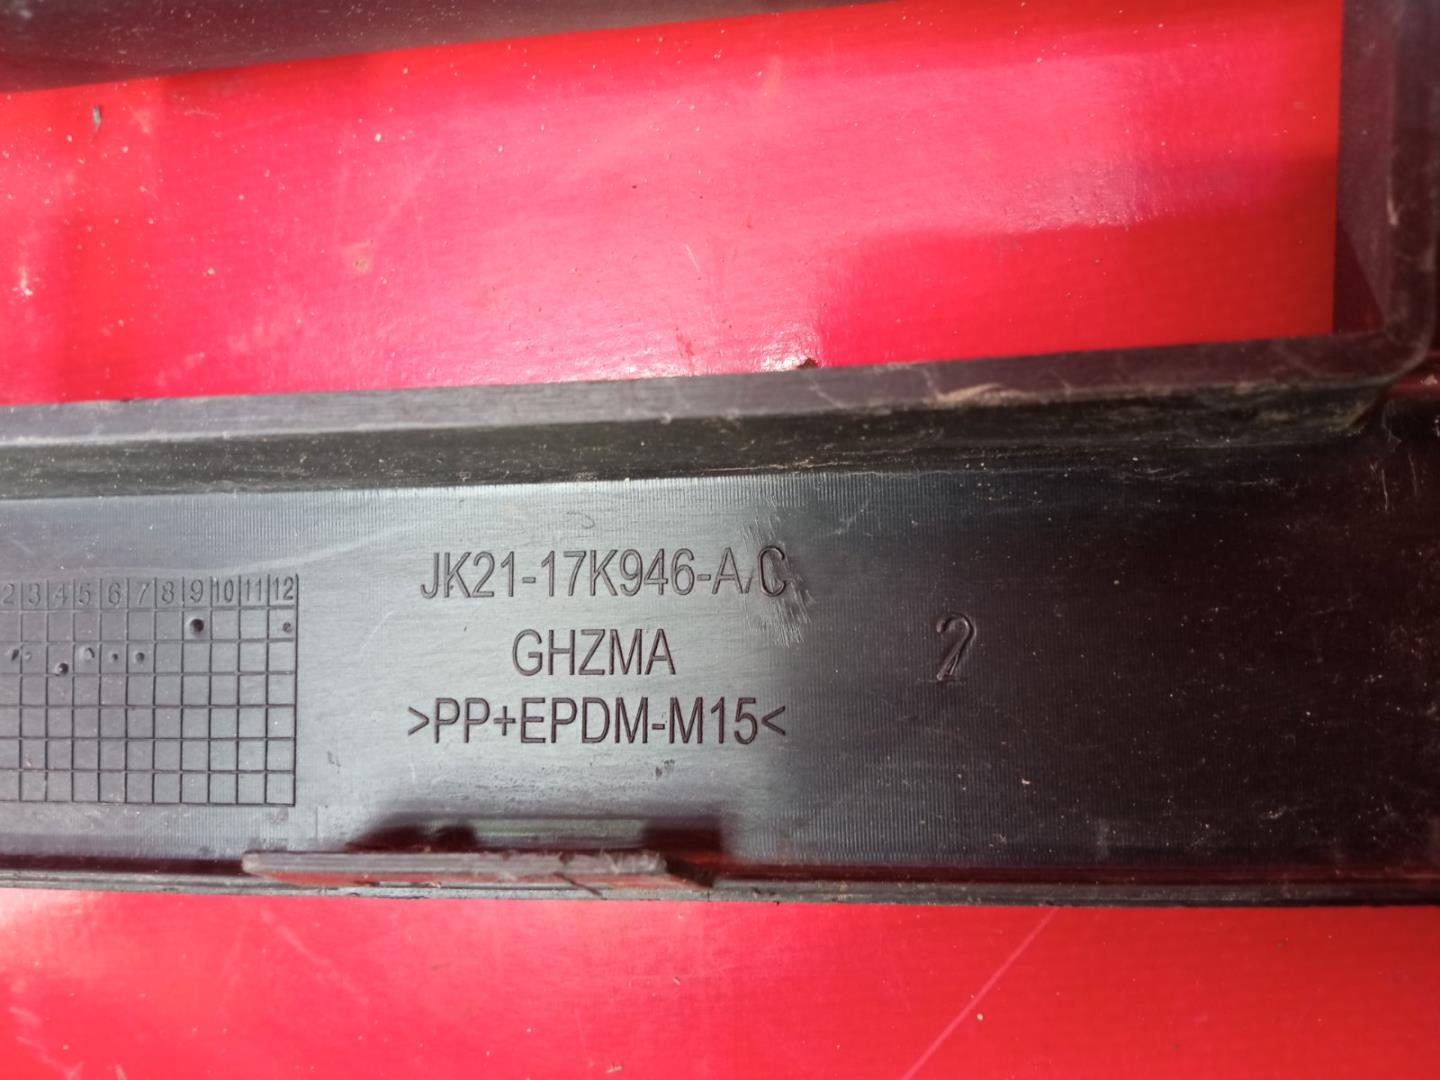 JK21-17K946-A/C
2 3 4 5 6 7 8 9 10 11 12
GHZMA
2
>PP+EPDM-M15<